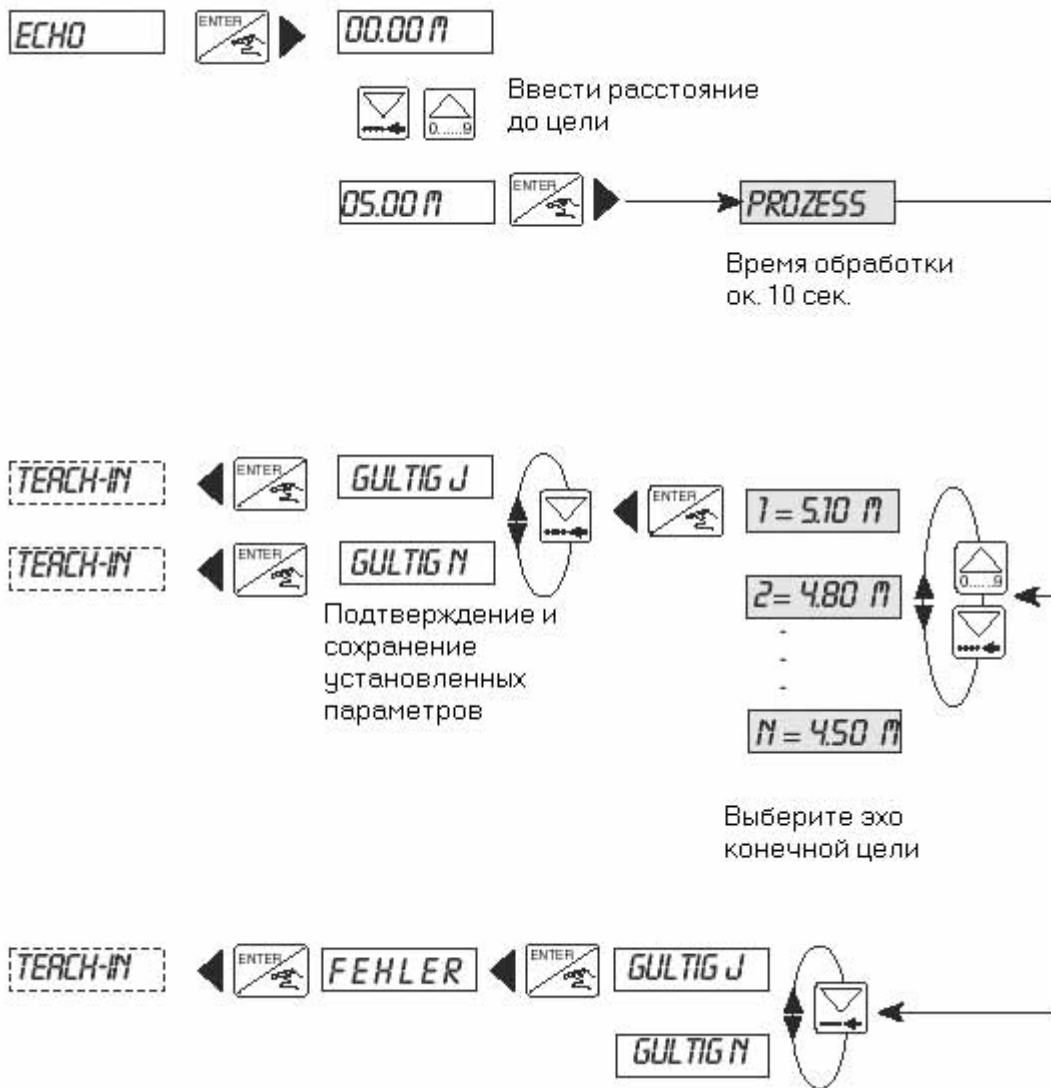 ECHO
ENTER
00.00 M
0.....9
Ввести расстояние
до цели
05.00 M
ENTER
PROZESS
Время обработки
ок. 10 сек.
TEACH-IN
ENTER
GULTIG J
ENTER
1 = 5.10 M
TEACH-IN
ENTER
GULTIG N
2= 4.80 M
0.....9
Подтверждение и
сохранение
установленных
параметров
N = 4.50 M
Выберите эхо
конечной цели
TEACH-IN
ENTER
FEHLER
ENTER
GULTIG J
GULTIG N